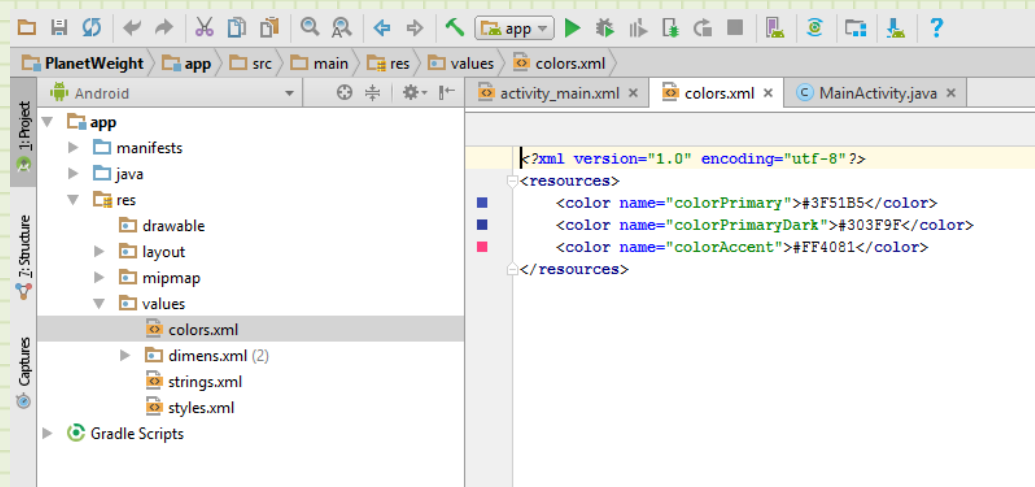 app
PlanetWeight app src main res values colors.xml
Android
activity_main.xml colors.xml MainActivity.java
1: Project
7: Structure
Captures
app
manifests
java
res
drawable
layout
mipmap
values
colors.xml
dimens.xml (2)
strings.xml
styles.xml
Gradle Scripts
<?xml version="1.0" encoding="utf-8"?>
<resources>
<color name="colorPrimary">#3F51B5</color>
<color name="colorPrimaryDark">#303F9F</color>
<color name="colorAccent">#FF4081</color>
</resources>